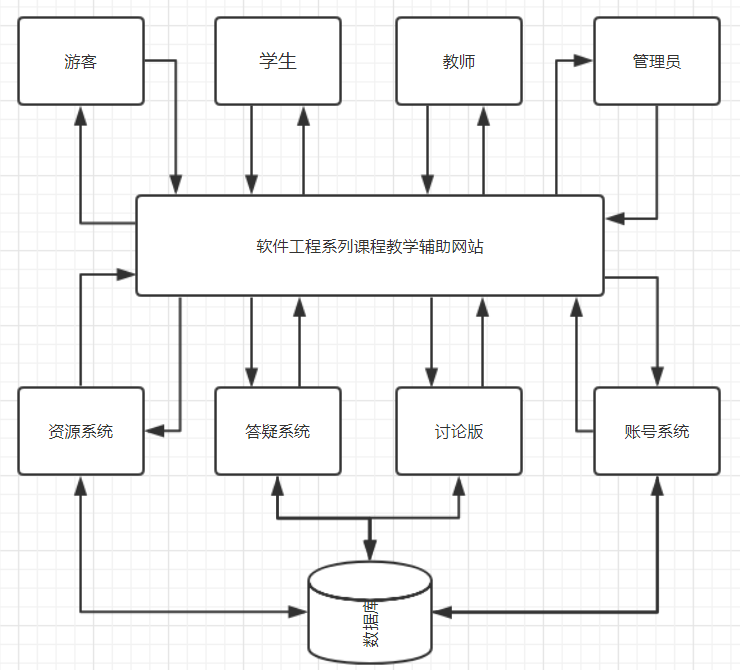 游客
学生
教师
管理员
软件工程系列课程教学辅助网站
资源系统
答疑系统
讨论版
账号系统
数据库